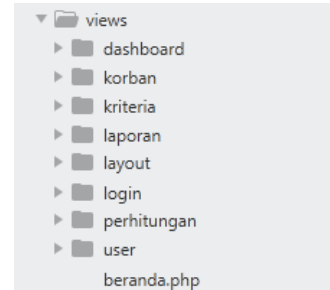 views
dashboard
korban
kriteria
laporan
layout
login
perhitungan
user
beranda.php